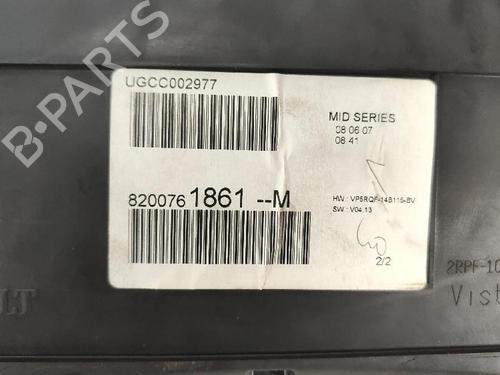 B-PARTS
UGCC002977
MID SERIES
08 06 07
08 41
8200761861 --M
HW : VP5RQF-14B115-BV
SW : V04.13
2/2
2RPF-10
LT
Vist